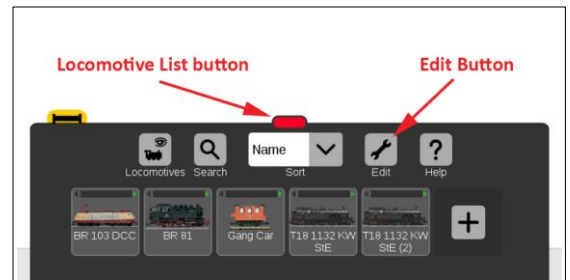 Locomotive List button
Edit Button
Name
Locomotives
Search
Sort
Edit
?
Help
BR 103 DCC
BR 81
Gang Car
T18 1132 KW
StE
T18 1132 KW
StE (2)
+